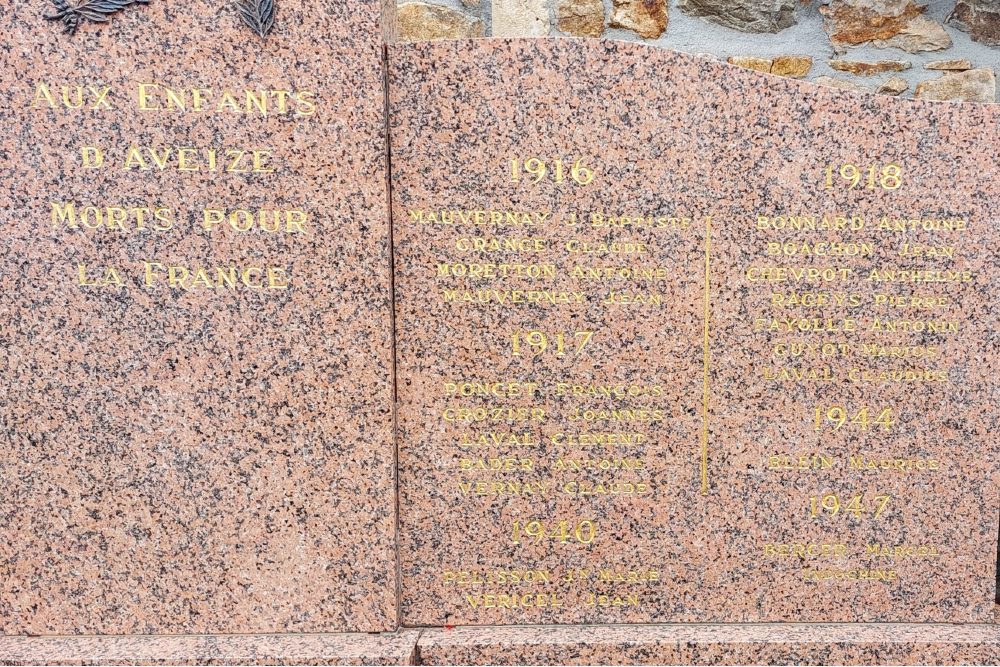 AUX ENFANTS
D'AVEIZE
MORTS POUR
LA FRANCE
1916
MAUVERNAY J. BAPTISTE
GRANGE CLAUDE
MORETTON ANTOINE
MAUVERNAY JEAN
1917
PONCET FRANÇOIS
CROZIER JOANNES
LAVAL CLEMENT
BADER ANTOINE
VERNAY CLAUDE
1940
PELISSON JN MARIE
VERICEL JEAN
1918
BONNARD ANTOINE
BOACHON JEAN
CHEVROT ANTHELME
RAGEYS PIERRE
FAYOLLE ANTONIN
GUYOT MARIUS
LAVAL CLAUDIUS
1944
BLEIN MAURICE
1947
BERGER MARCEL
INDOCHINE